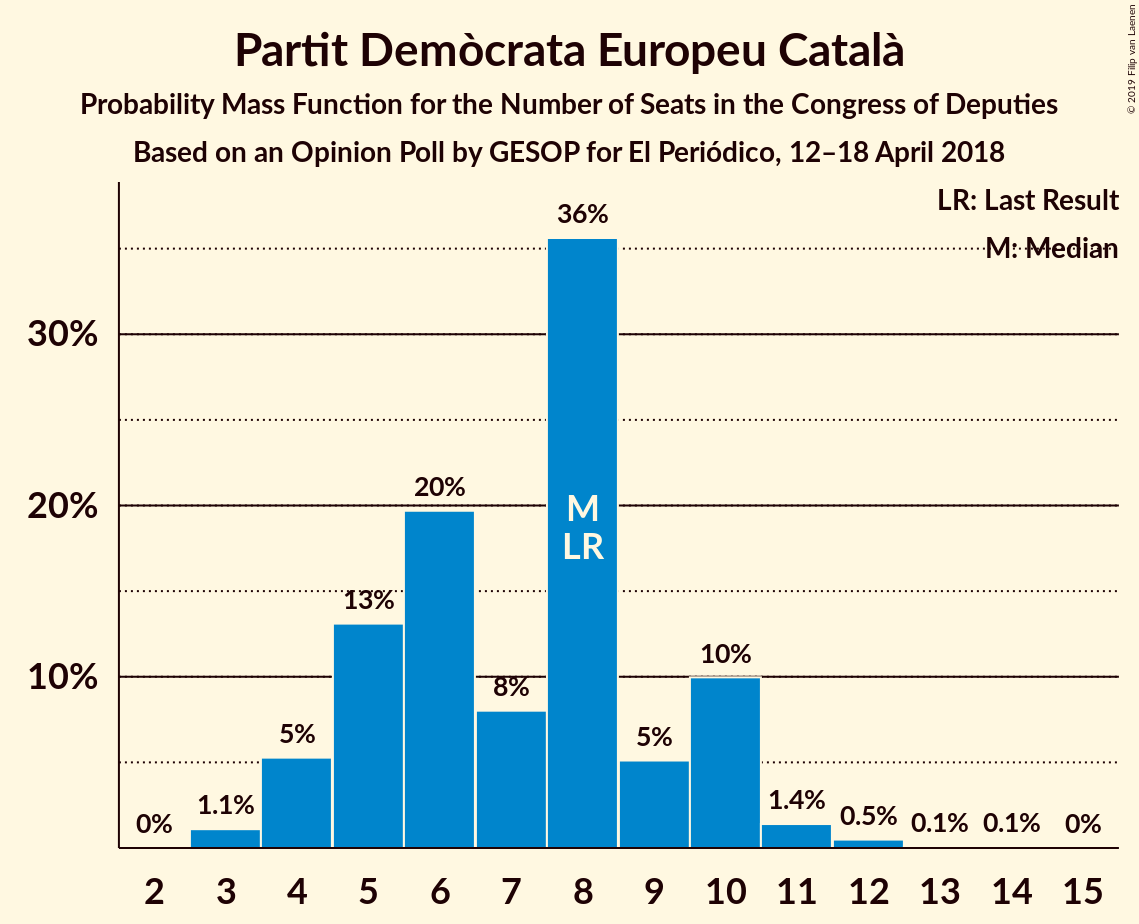 Partit Demòcrata Europeu Català
Probability Mass Function for the Number of Seats in the Congress of Deputies
Based on an Opinion Poll by GESOP for El Periódico, 12–18 April 2018
© 2019 Filip van Laenen
LR: Last Result
M: Median
36%
30%
20%
20%
M
LR
13%
10%
10%
8%
5%
5%
1.1%
1.4%
0%
0.5%
0.1%
0.1%
0%
2 3 4 5 6 7 8 9 10 11 12 13 14 15